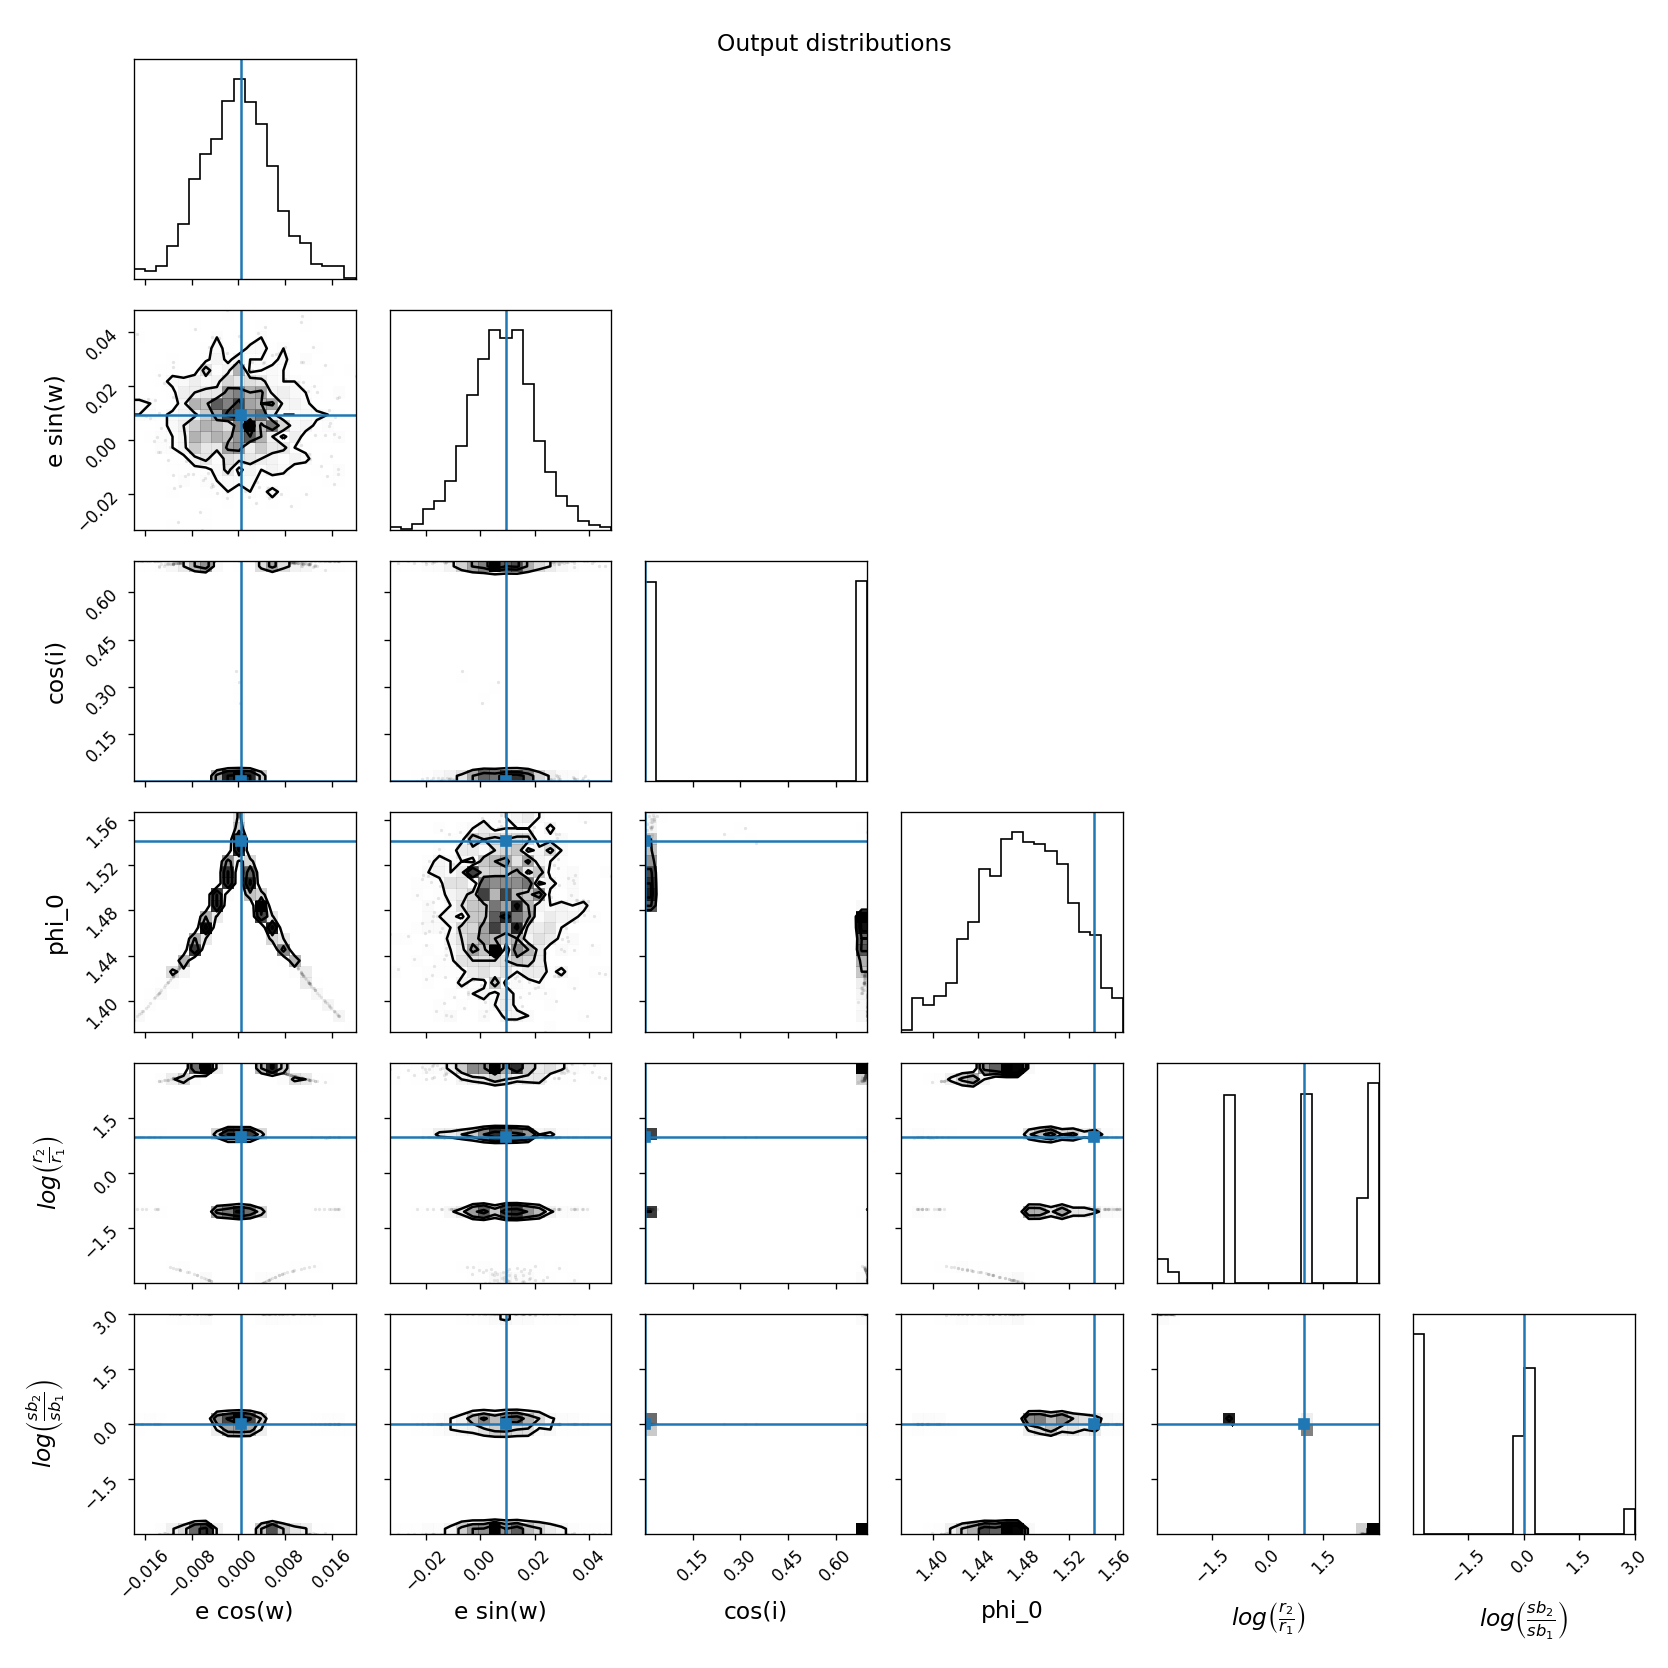 Output distributions
e sin(w)
0.04
0.02
0.00
−0.02
cos(i)
0.60
0.45
0.30
0.15
phi_0
1.56
1.52
1.48
1.44
1.40
log(r₂/r₁)
1.5
0.0
−1.5
log(sb₂/sb₁)
3.0
1.5
0.0
−1.5
−0.016 −0.008 0.000 0.008 0.016
e cos(w)
−0.02 0.00 0.02 0.04
e sin(w)
0.15 0.30 0.45 0.60
cos(i)
1.40 1.44 1.48 1.52 1.56
phi_0
−1.5 0.0 1.5
log(r₂/r₁)
−1.5 0.0 1.5 3.0
log(sb₂/sb₁)